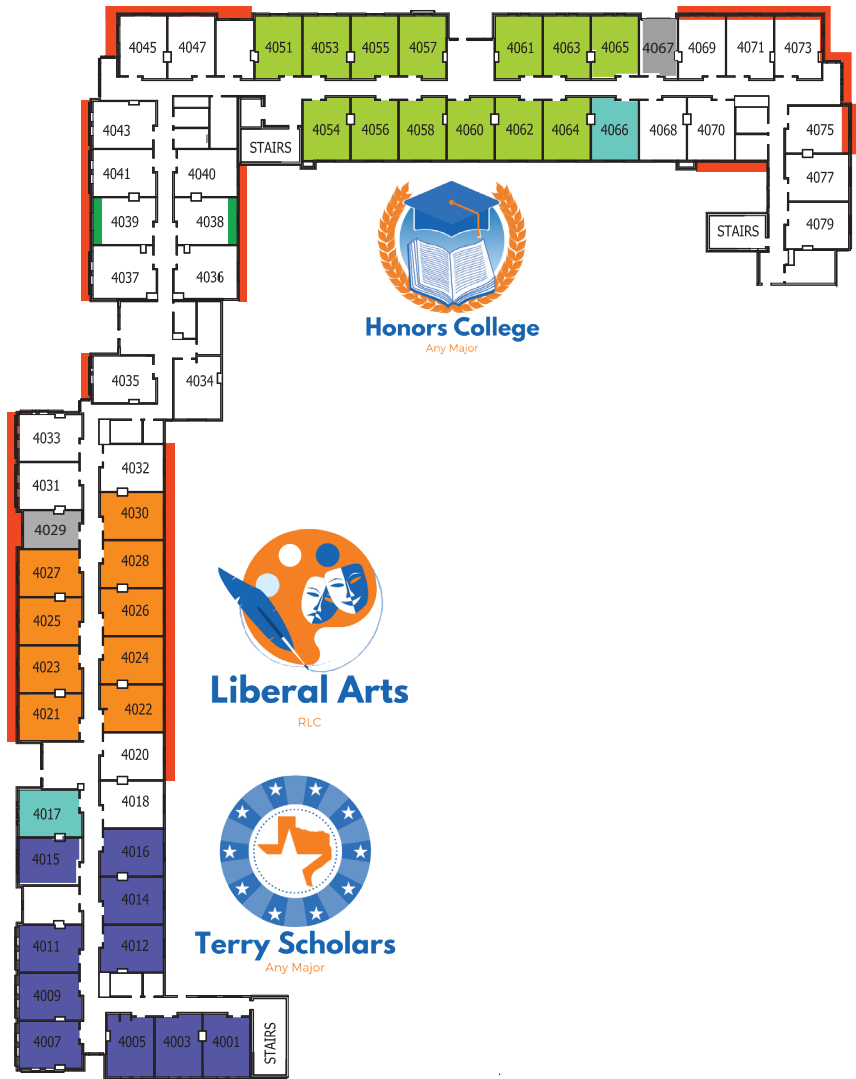 4045 4047 4051 4053 4055 4057 4061 4063 4065 4067 4069 4071 4073
4043 STAIRS 4054 4056 4058 4060 4062 4064 4066 4068 4070 4075
4041 4040 4077
4039 4038 STAIRS 4079
4037 4036
Honors College
Any Major
4035 4034
4033
4032
4031
4030
4029
4028
4027
4026
4025
4024
4023
4022
4021
Liberal Arts
RLC
4020
4018
4017
4016
4015
4014
4012
4011
Terry Scholars
Any Major
4009
4007 4005 4003 4001 STAIRS